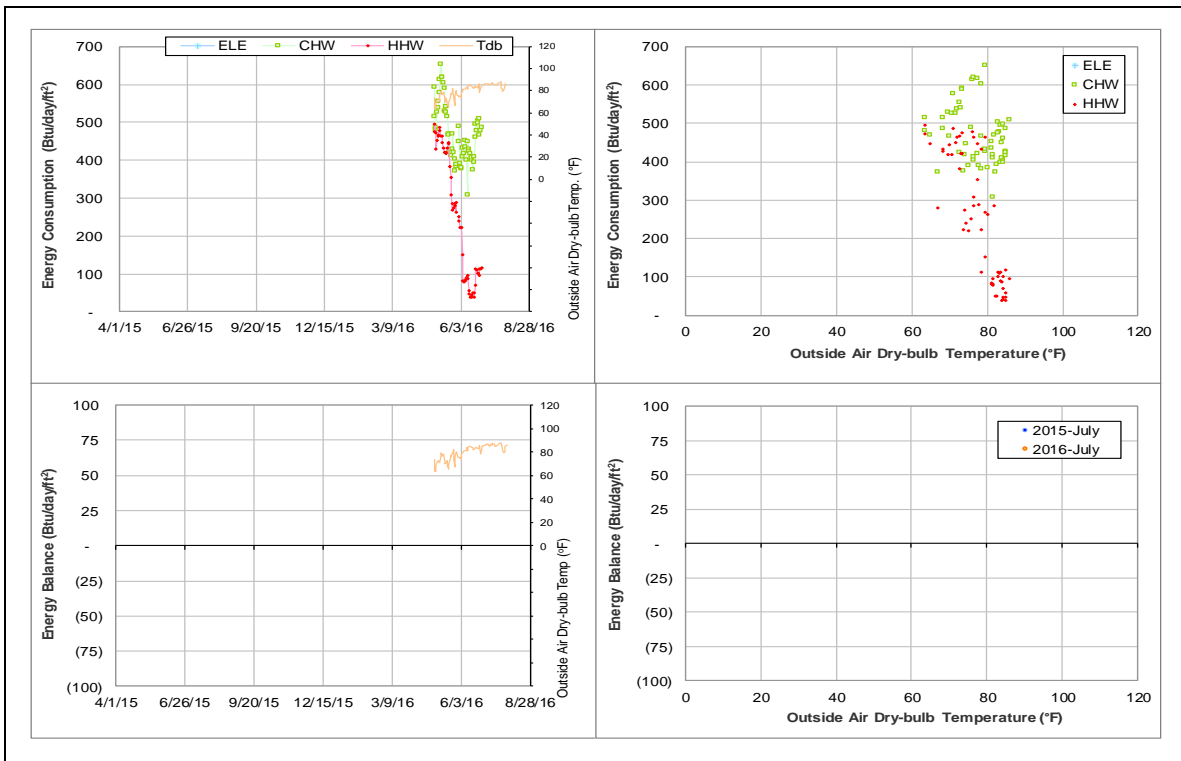 ELE CHW HHW Tdb
Energy Consumption (Btu/day/ft²)
700
600
500
400
300
200
100
-
120
100
80
60
40
20
0
Outside Air Dry-bulb Temp. (°F)
4/1/15 6/26/15 9/20/15 12/15/15 3/9/16 6/3/16 8/28/16
Energy Consumption (Btu/day/ft²)
700
600
500
400
300
200
100
-
ELE
CHW
HHW
0 20 40 60 80 100 120
Outside Air Dry-bulb Temperature (°F)
Energy Balance (Btu/day/ft²)
100
75
50
25
-
(25)
(50)
(75)
(100)
120
100
80
60
40
20
0
Outside Air Dry-bulb Temp (°F)
4/1/15 6/26/15 9/20/15 12/15/15 3/9/16 6/3/16 8/28/16
Energy Balance (Btu/day/ft²)
100
75
50
25
-
(25)
(50)
(75)
(100)
2015-July
2016-July
0 20 40 60 80 100 120
Outside Air Dry-bulb Temperature (°F)